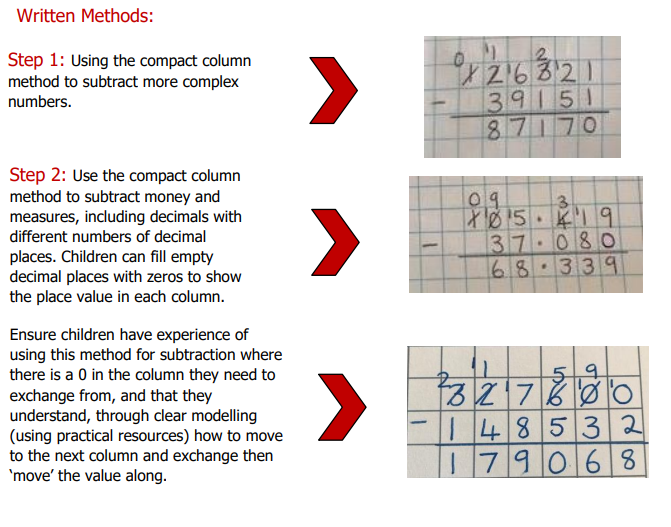 Written Methods:
Step 1: Using the compact column
method to subtract more complex
numbers.
0 '1 2
1 2 '6 3 '2 1
- 3 9 1 5 1
8 7 1 7 0
Step 2: Use the compact column
method to subtract money and
measures, including decimals with
different numbers of decimal
places. Children can fill empty
decimal places with zeros to show
the place value in each column.
0 9 3
1 '0 '5 . 4 '1 9
- 3 7 . 0 8 0
6 8 . 3 3 9
Ensure children have experience of
using this method for subtraction where
there is a 0 in the column they need to
exchange from, and that they
understand, through clear modelling
(using practical resources) how to move
to the next column and exchange then
‘move’ the value along.
2 '1 5 9
3 2 '7 6 '0 '0
- 1 4 8 5 3 2
1 7 9 0 6 8